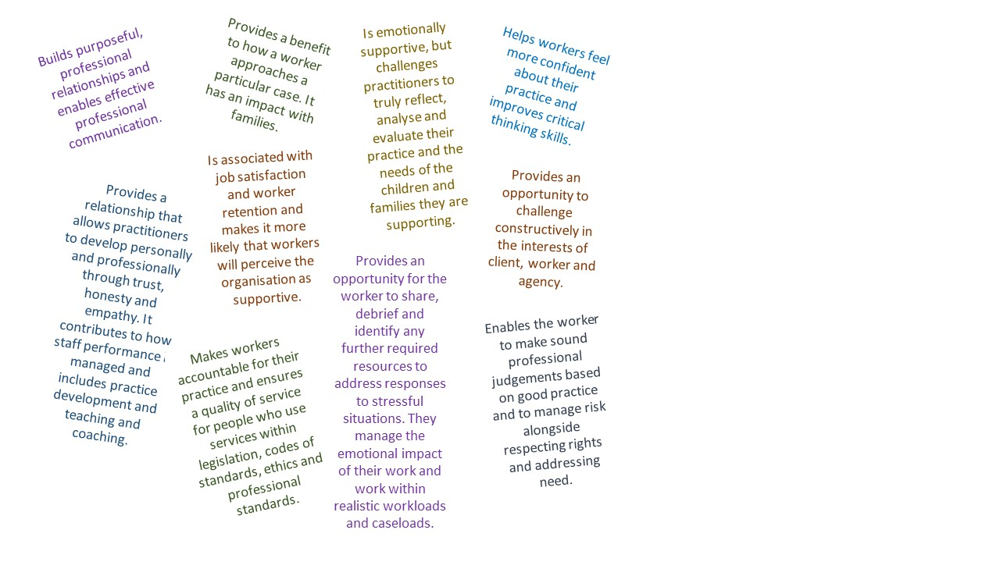 Builds purposeful,
professional
relationships and
enables effective
professional
communication.
Provides a benefit
to how a worker
approaches a
particular case. It
has an impact with
families.
Is emotionally
supportive, but
challenges
practitioners to
truly reflect,
analyse and
evaluate their
practice and the
needs of the
children and
families they are
supporting.
Helps workers feel
more confident
about their
practice and
improves critical
thinking skills.
Provides a
relationship that
allows practitioners
to develop personally
and professionally
through trust,
honesty and
empathy. It
contributes to how
staff performance
managed and
includes practice
development and
teaching and
coaching.
Is associated with
job satisfaction
and worker
retention and
makes it more
likely that workers
will perceive the
organisation as
supportive.
Provides an
opportunity to
challenge
constructively in
the interests of
client, worker and
agency.
Makes workers
accountable for their
practice and ensures
a quality of service
for people who use
services within
legislation, codes of
standards, ethics and
professional
standards.
Provides an
opportunity for the
worker to share,
debrief and
identify any
further required
resources to
address responses
to stressful
situations. They
manage the
emotional impact
of their work and
work within
realistic workloads
and caseloads.
Enables the worker
to make sound
professional
judgements based
on good practice
and to manage risk
alongside
respecting rights
and addressing
need.